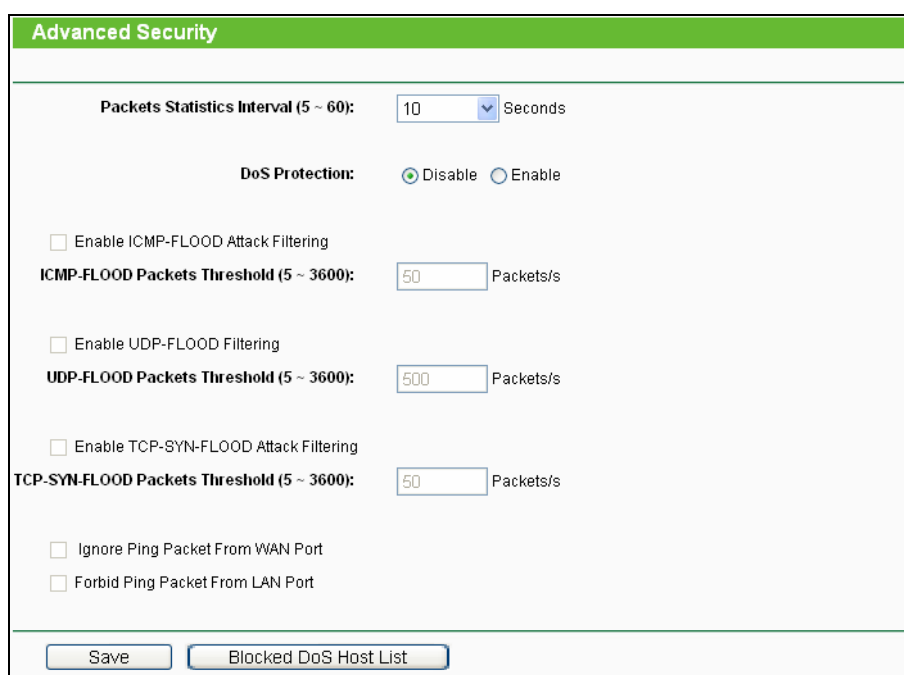 Advanced Security
Packets Statistics Interval (5 ~ 60): 10 Seconds
DoS Protection: Disable Enable
Enable ICMP-FLOOD Attack Filtering
ICMP-FLOOD Packets Threshold (5 ~ 3600): 50 Packets/s
Enable UDP-FLOOD Filtering
UDP-FLOOD Packets Threshold (5 ~ 3600): 500 Packets/s
Enable TCP-SYN-FLOOD Attack Filtering
TCP-SYN-FLOOD Packets Threshold (5 ~ 3600): 50 Packets/s
Ignore Ping Packet From WAN Port
Forbid Ping Packet From LAN Port
Save Blocked DoS Host List